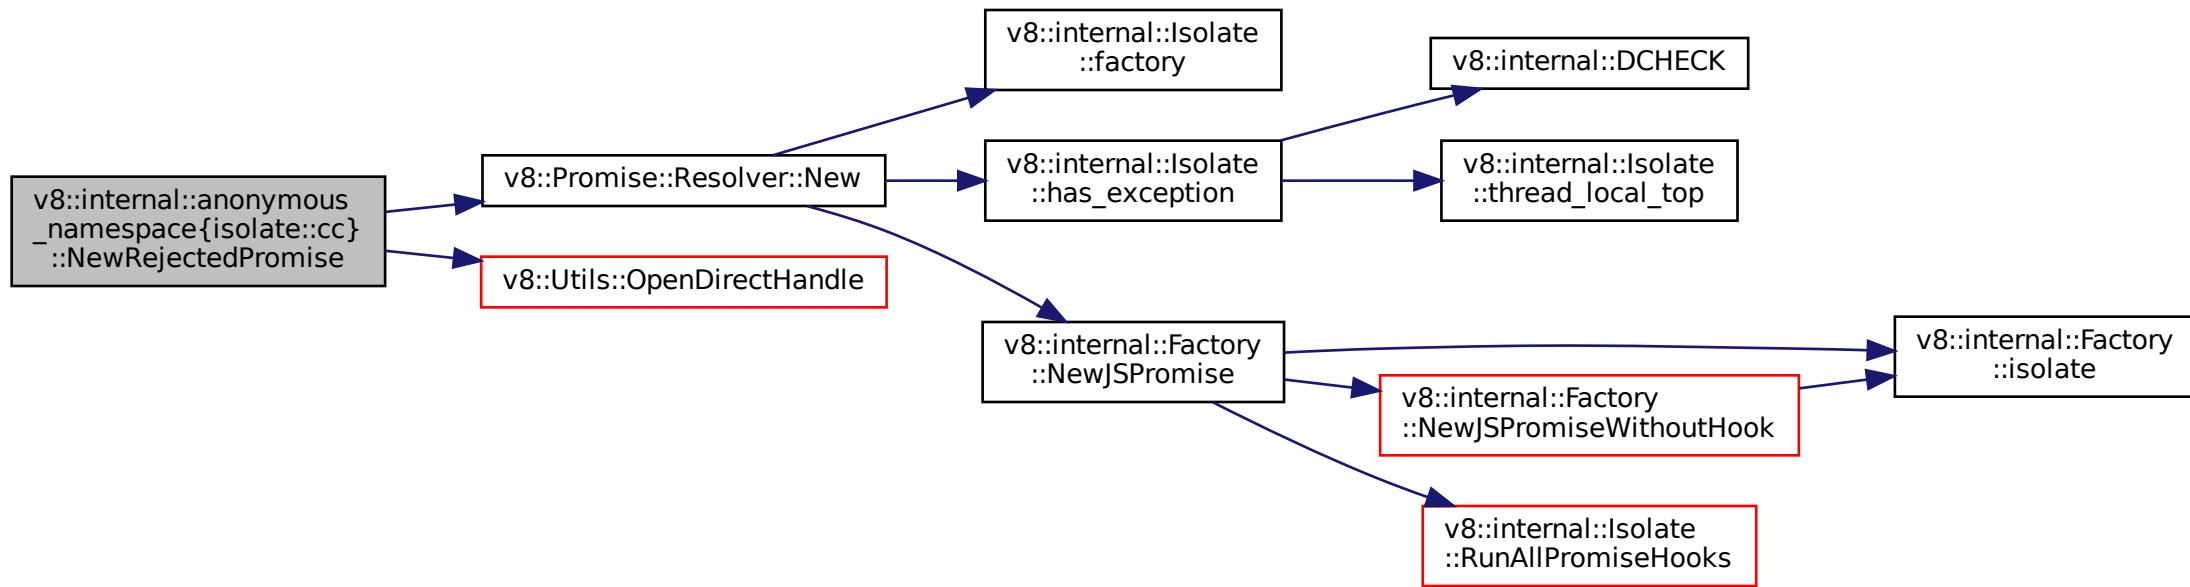 v8::internal::anonymous
_namespace{isolate::cc}
::NewRejectedPromise
v8::Promise::Resolver::New
v8::Utils::OpenDirectHandle
v8::internal::Isolate
::factory
v8::internal::Isolate
::has_exception
v8::internal::Factory
::NewJSPromise
v8::internal::DCHECK
v8::internal::Isolate
::thread_local_top
v8::internal::Factory
::NewJSPromiseWithoutHook
v8::internal::Isolate
::RunAllPromiseHooks
v8::internal::Factory
::isolate